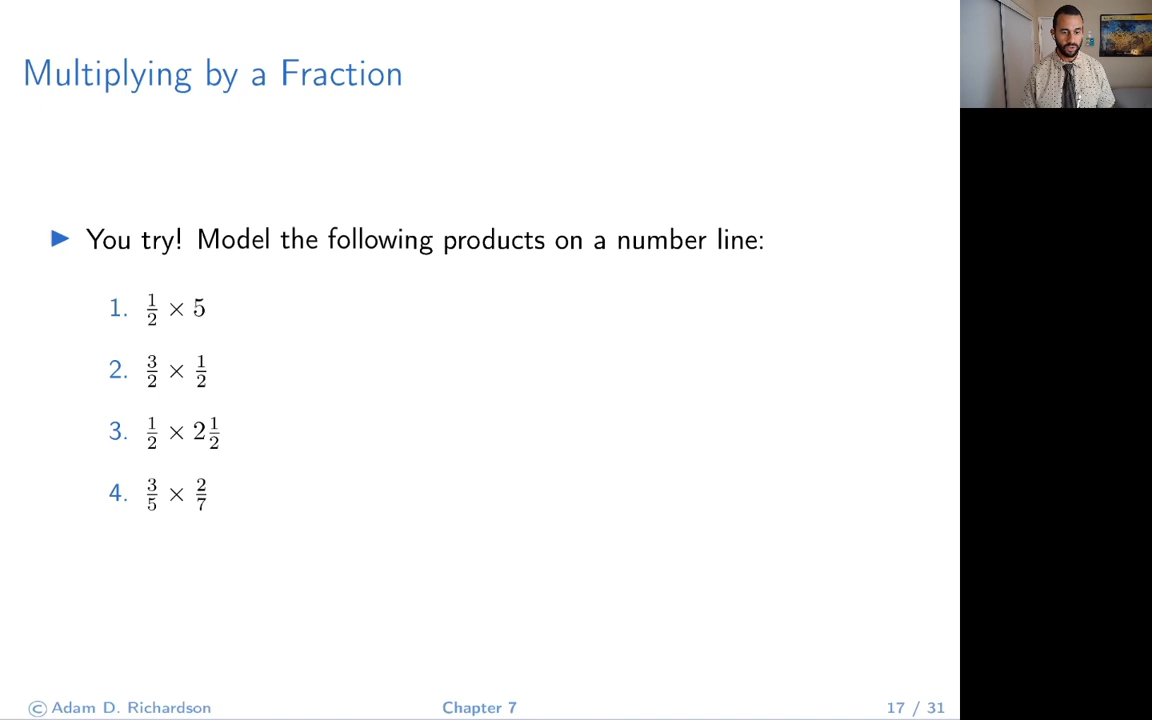 Multiplying by a Fraction
▶ You try! Model the following products on a number line:
1. 1/2 × 5
2. 3/2 × 1/2
3. 1/2 × 2 1/2
4. 3/5 × 2/7
© Adam D. Richardson Chapter 7 17 / 31